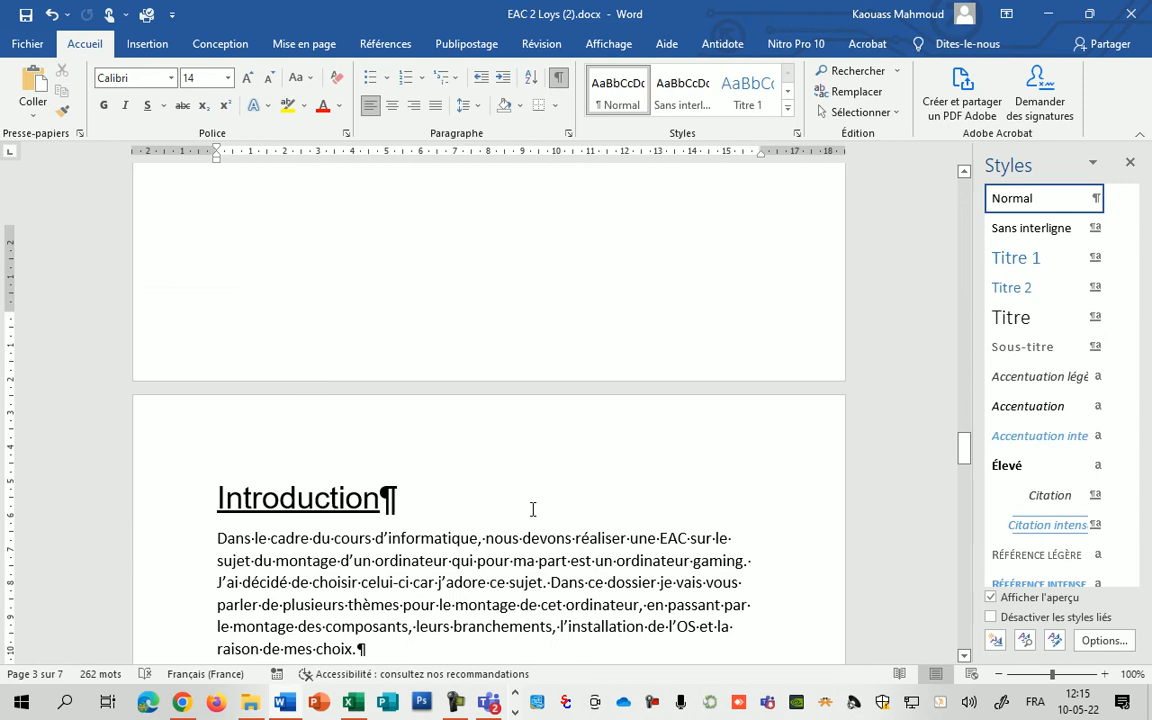 EAC 2 Loys (2).docx - Word
Kaouass Mahmoud
Fichier Accueil Insertion Conception Mise en page Références Publipostage Révision Affichage Aide Antidote Nitro Pro 10 Acrobat Dites-le-nous Partager
Coller
Presse-papiers
Calibri 14
Police
Paragraphe
AaBbCcDc AaBbCcDc AaBbCc
¶ Normal Sans interl... Titre 1
Styles
Rechercher
Remplacer
Sélectionner
Édition
Créer et partager un PDF Adobe
Demander des signatures
Adobe Acrobat
Styles
Normal
Sans interligne
Titre 1
Titre 2
Titre
Sous-titre
Accentuation légè
Accentuation
Accentuation inte
Élevé
Citation
Citation intens
RÉFÉRENCE LÉGÈRE
RÉFÉRENCE INTENSE
Afficher l'aperçu
Désactiver les styles liés
Options...
Introduction¶
Dans·le·cadre·du·cours·d'informatique,·nous·devons·réaliser·une·EAC·sur·le·
sujet·du·montage·d'un·ordinateur·qui·pour·ma·part·est·un·ordinateur·gaming.·
J'ai·décidé·de·choisir·celui-ci·car·j'adore·ce·sujet.·Dans·ce·dossier·je·vais·vous·
parler·de·plusieurs·thèmes·pour·le·montage·de·cet·ordinateur,·en·passant·par·
le·montage·des·composants,·leurs·branchements,·l'installation·de·l'OS·et·la·
raison·de·mes·choix.¶
Page 3 sur 7 262 mots Français (France) Accessibilité : consultez nos recommandations 100%
FRA 12:15
10-05-22